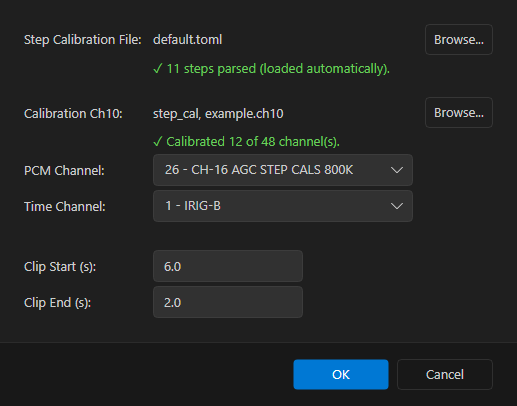 Step Calibration File: default.toml Browse...
✓ 11 steps parsed (loaded automatically).
Calibration Ch10: step_cal, example.ch10 Browse...
✓ Calibrated 12 of 48 channel(s).
PCM Channel: 26 - CH-16 AGC STEP CALS 800K
Time Channel: 1 - IRIG-B
Clip Start (s): 6.0
Clip End (s): 2.0
OK Cancel